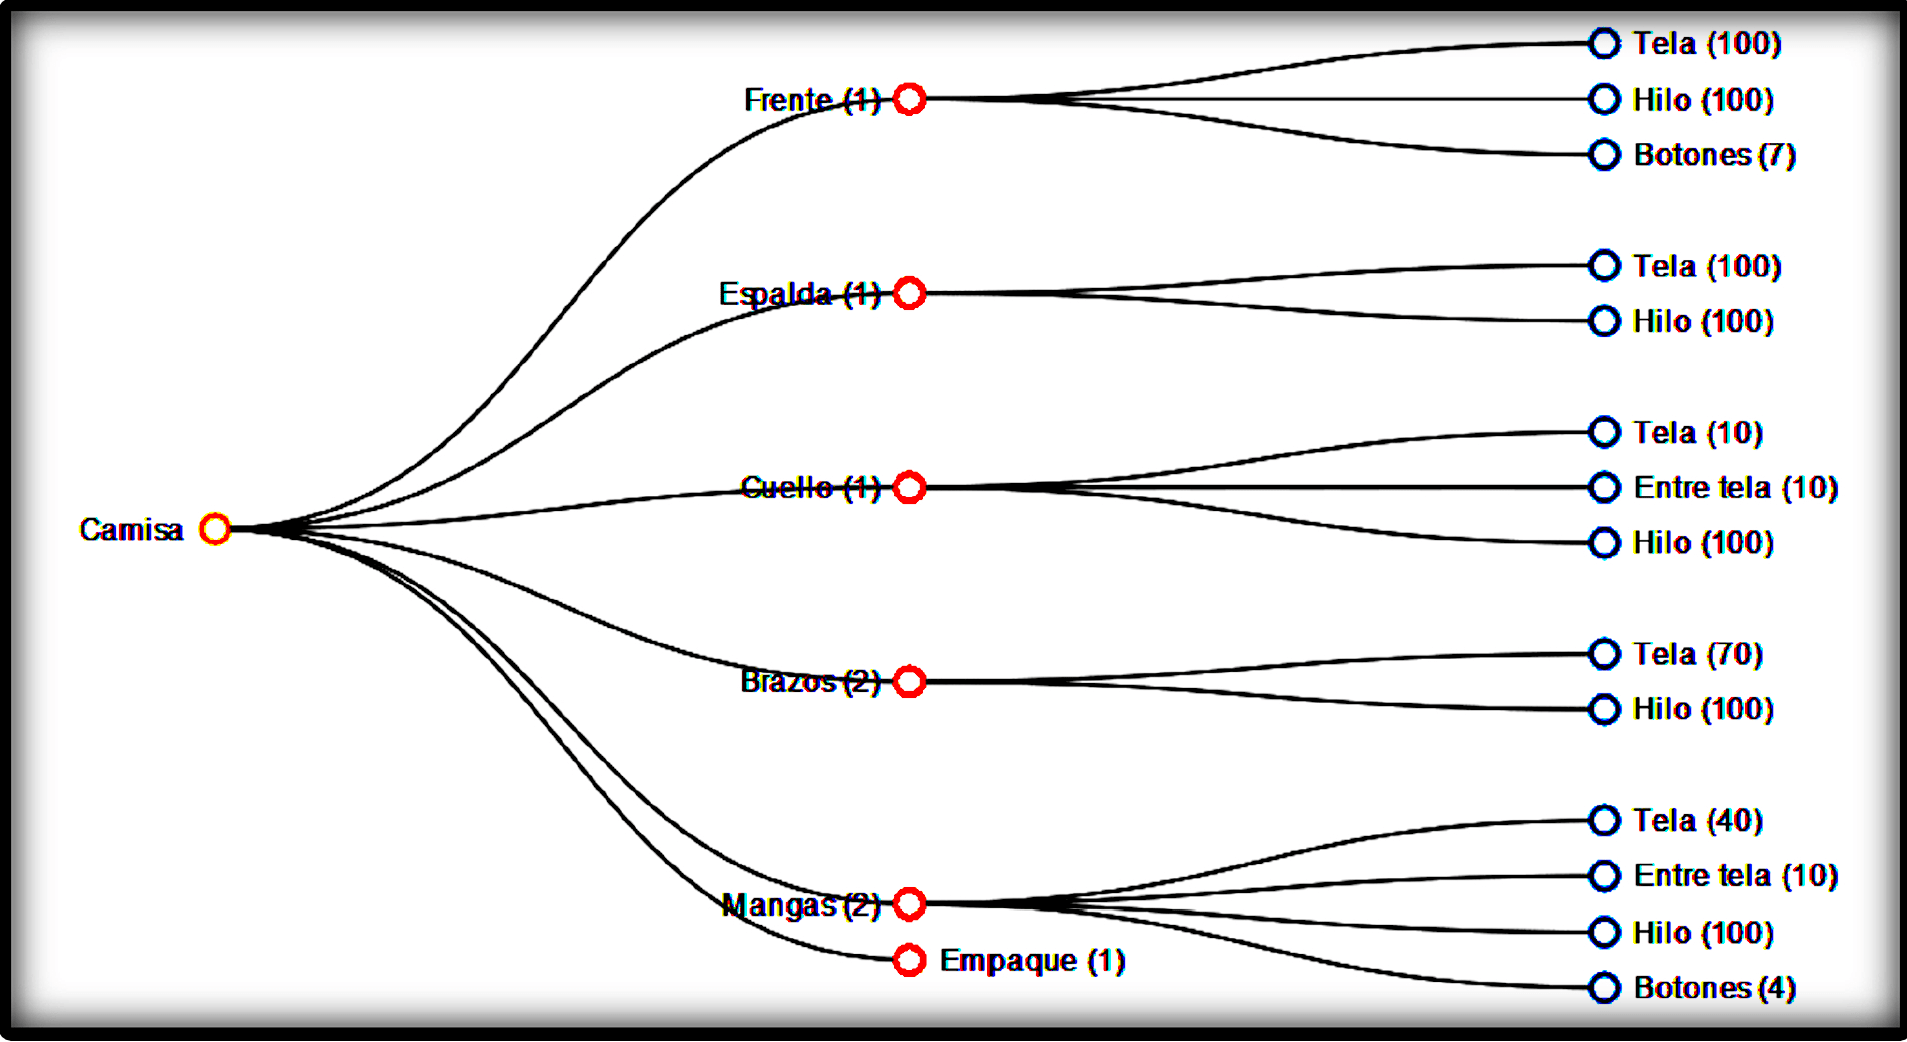 Camisa
Frente (1)
Tela (100)
Hilo (100)
Botones (7)
Espalda (1)
Tela (100)
Hilo (100)
Cuello (1)
Tela (10)
Entre tela (10)
Hilo (100)
Brazos (2)
Tela (70)
Hilo (100)
Mangas (2)
Tela (40)
Entre tela (10)
Hilo (100)
Botones (4)
Empaque (1)